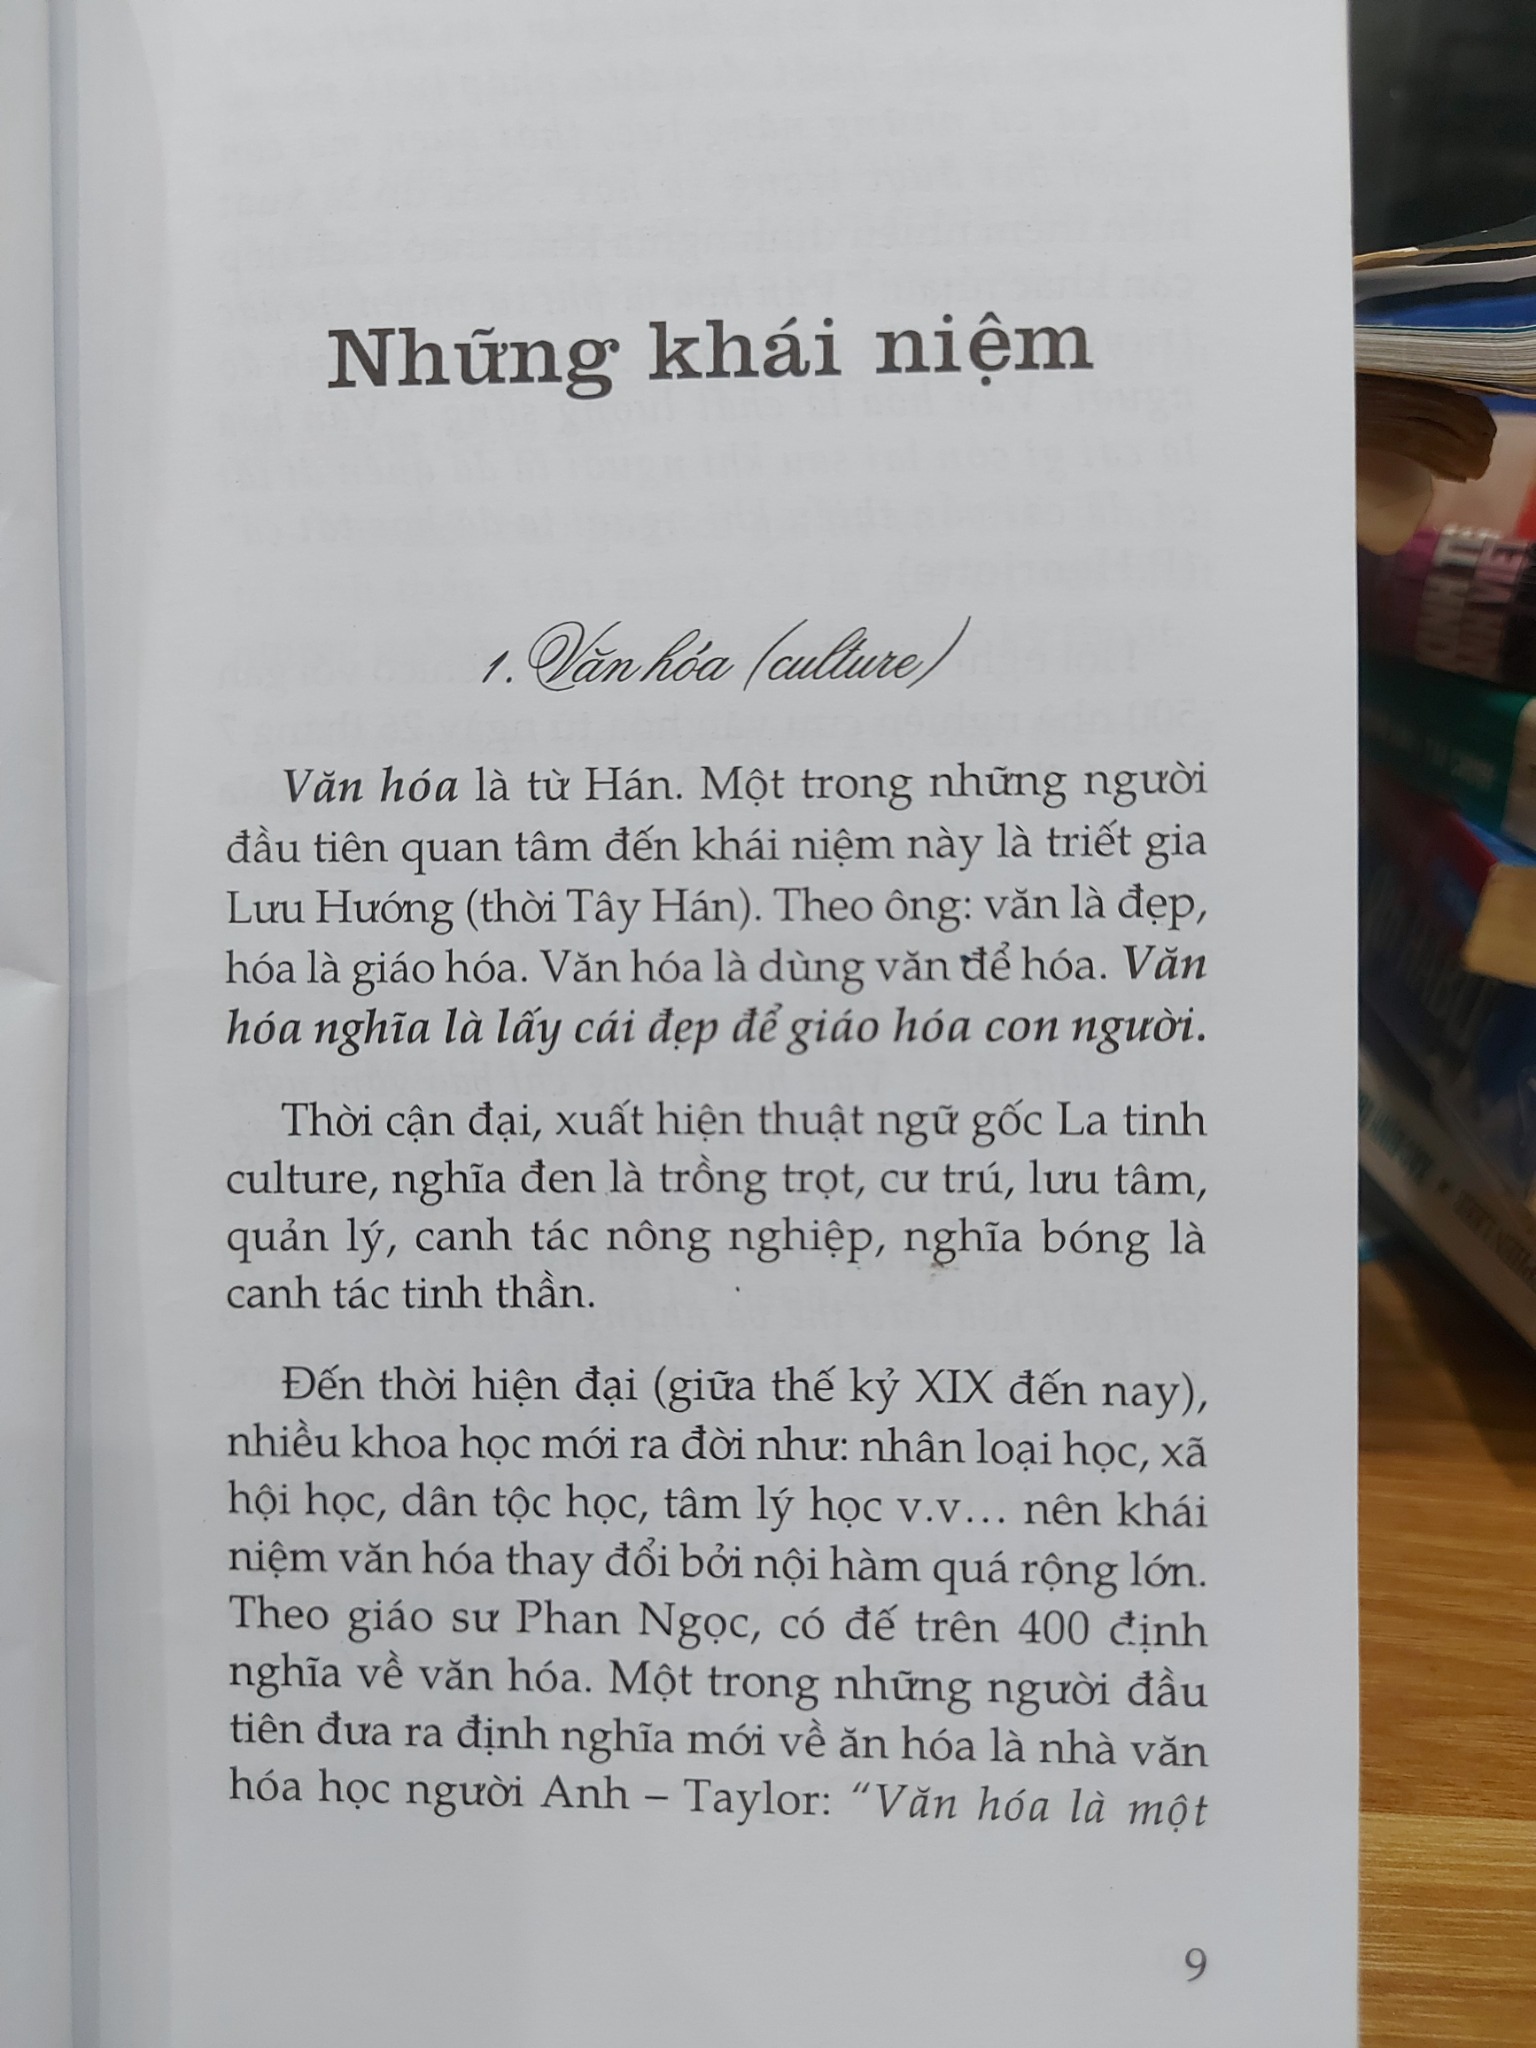 Những khái niệm
1. Văn hóa (culture)
Văn hóa là từ Hán. Một trong những người
đầu tiên quan tâm đến khái niệm này là triết gia
Lưu Hướng (thời Tây Hán). Theo ông: văn là đẹp,
hóa là giáo hóa. Văn hóa là dùng văn để hóa. Văn
hóa nghĩa là lấy cái đẹp để giáo hóa con người.
Thời cận đại, xuất hiện thuật ngữ gốc La tinh
culture, nghĩa đen là trồng trọt, cư trú, lưu tâm,
quản lý, canh tác nông nghiệp, nghĩa bóng là
canh tác tinh thần.
Đến thời hiện đại (giữa thế kỷ XIX đến nay),
nhiều khoa học mới ra đời như: nhân loại học, xã
hội học, dân tộc học, tâm lý học v.v... nên khái
niệm văn hóa thay đổi bởi nội hàm quá rộng lớn.
Theo giáo sư Phan Ngọc, có đế trên 400 định
nghĩa về văn hóa. Một trong những người đầu
tiên đưa ra định nghĩa mới về ăn hóa là nhà văn
hóa học người Anh – Taylor: “Văn hóa là một
9